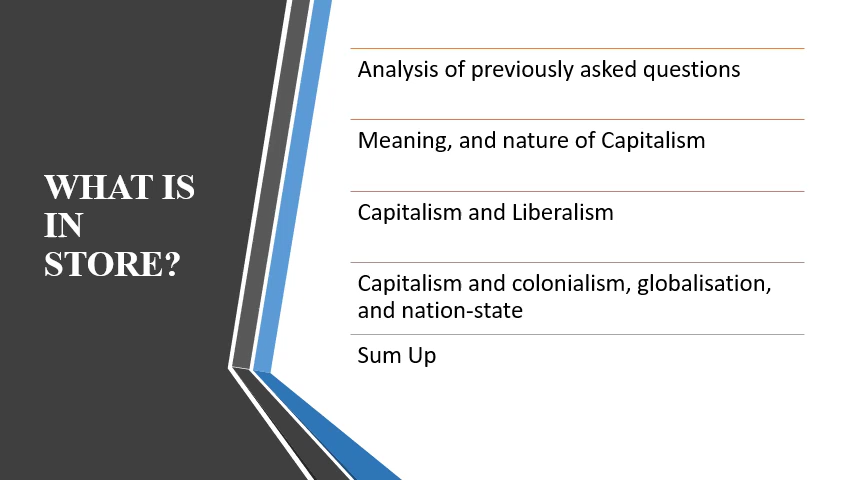 WHAT IS
IN
STORE?
Analysis of previously asked questions
Meaning, and nature of Capitalism
Capitalism and Liberalism
Capitalism and colonialism, globalisation,
and nation-state
Sum Up